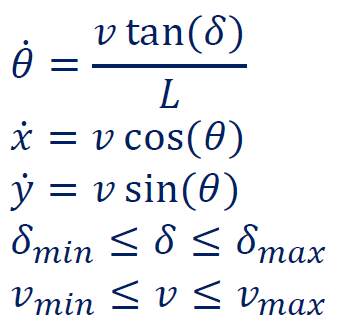 θ̇ = v tan(δ) / L
ẋ = v cos(θ)
ẏ = v sin(θ)
δ_min ≤ δ ≤ δ_max
v_min ≤ v ≤ v_max